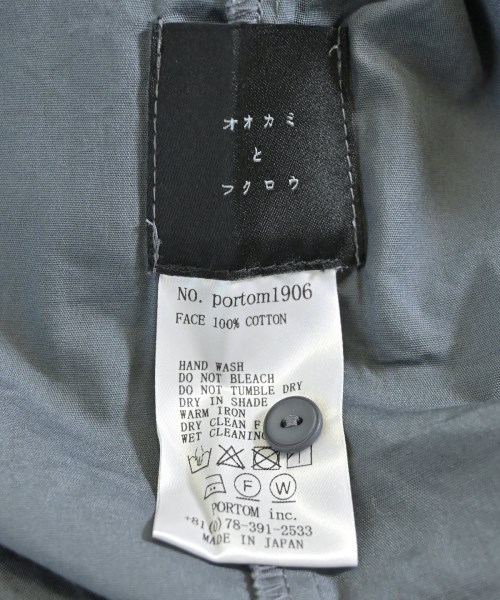 オオカミ
と
フクロウ
NO. portom1906
FACE 100% COTTON
HAND WASH
DO NOT BLEACH
DO NOT TUMBLE DRY
DRY IN SHADE
WARM IRON
DRY CLEAN F
WET CLEANING
F W
PORTOM inc.
+81(0)78-391-2533
MADE IN JAPAN